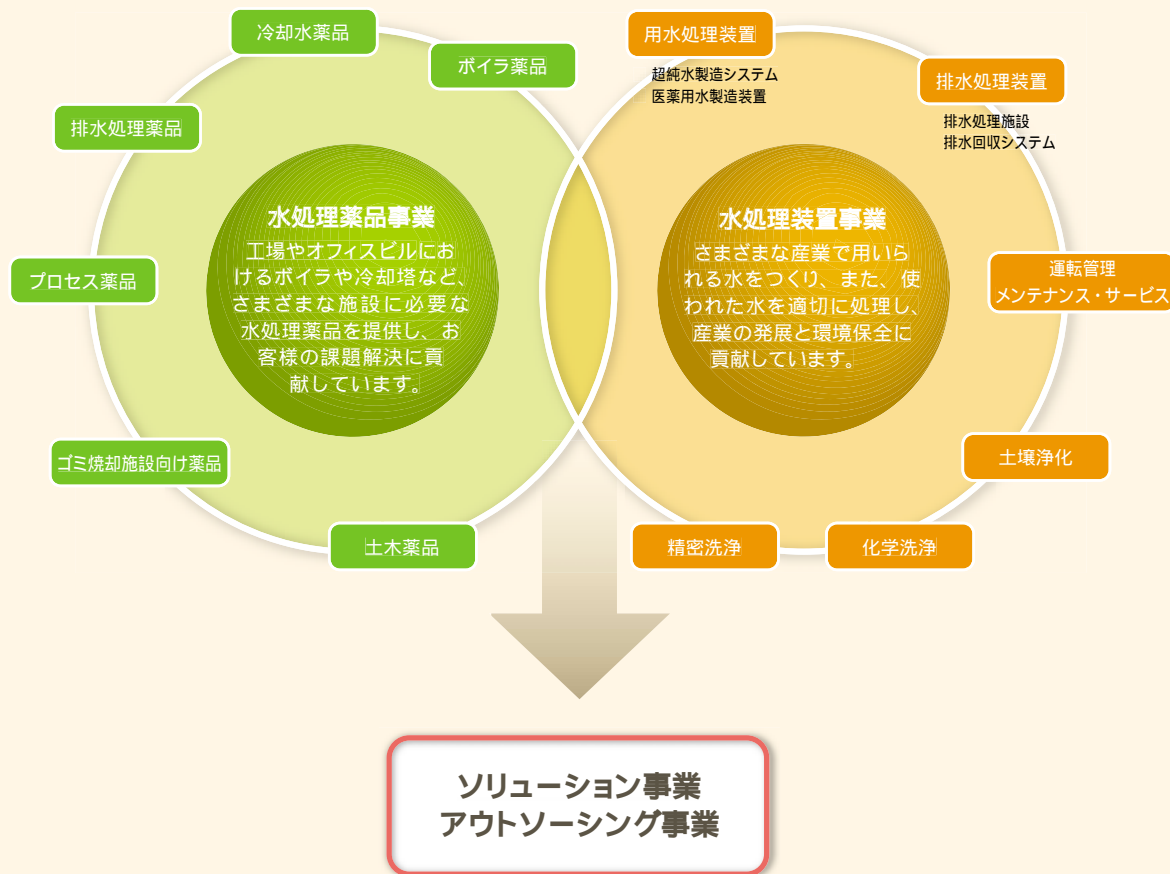 冷却水薬品
ボイラ薬品
排水処理薬品
プロセス薬品
ゴミ焼却施設向け薬品
土木薬品
水処理薬品事業
工場やオフィスビルにお
けるボイラや冷却塔など、
さまざまな施設に必要な
水処理薬品を提供し、お
客様の課題解決に貢
献しています。
用水処理装置
超純水製造システム
医薬用水製造装置
排水処理装置
排水処理施設
排水回収システム
水処理装置事業
さまざまな産業で用いら
れる水をつくり、また、使
われた水を適切に処理し、
産業の発展と環境保全に
貢献しています。
運転管理
メンテナンス・サービス
土壌浄化
精密洗浄
化学洗浄
ソリューション事業
アウトソーシング事業